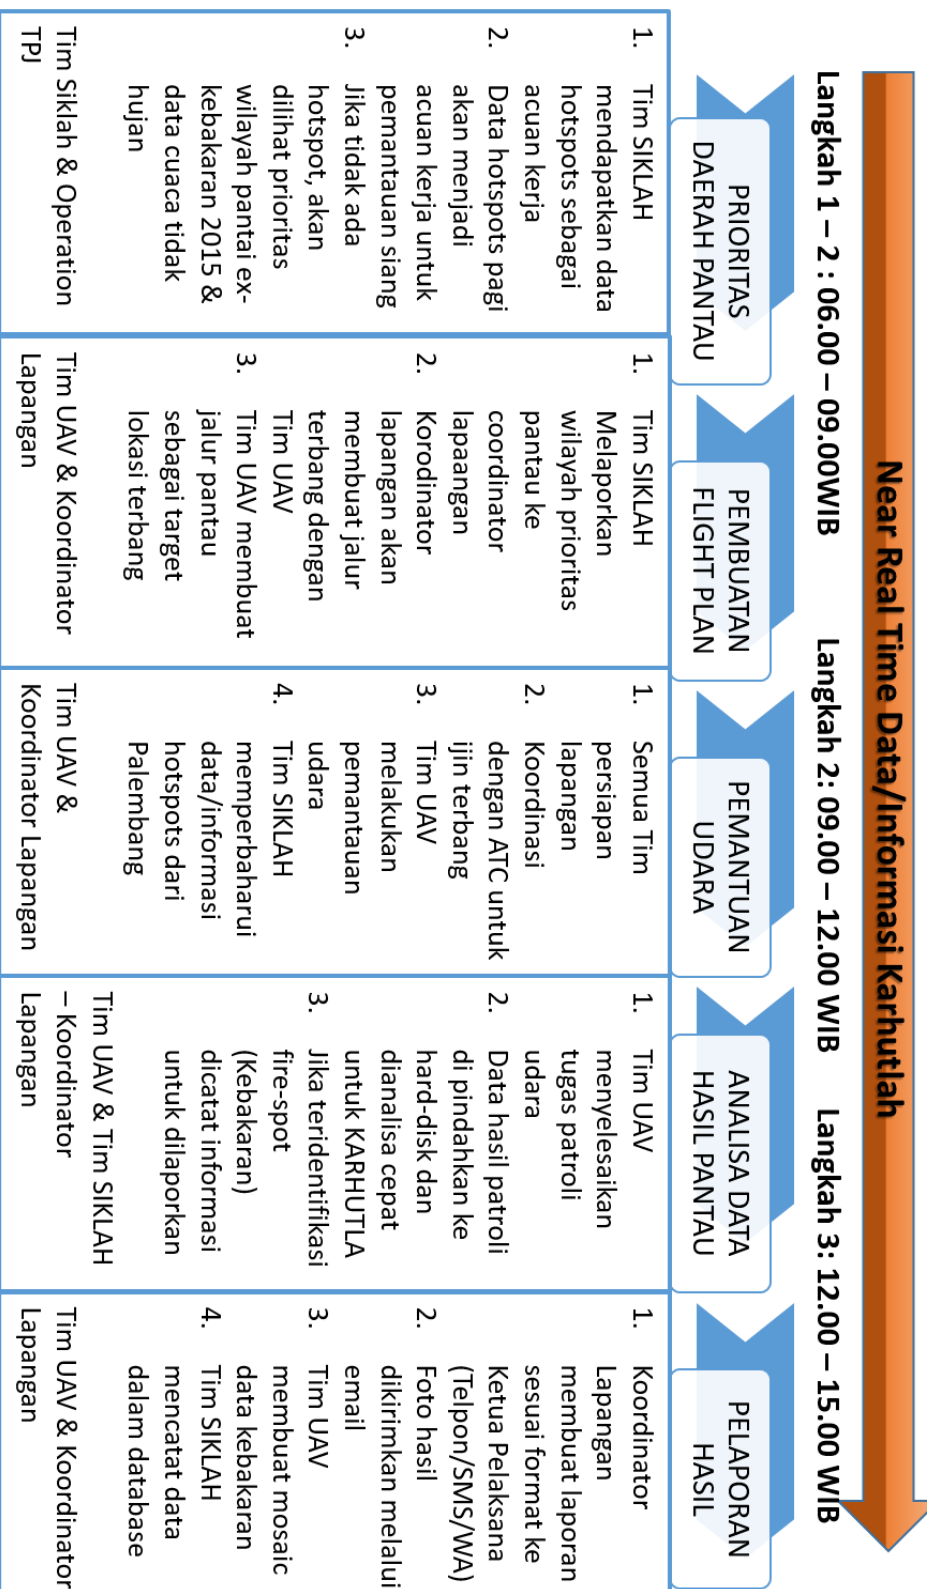 Near Real Time Data/Informasi Karhutlah
Langkah 1 – 2 : 06.00 – 09.00WIB
Langkah 2: 09.00 – 12.00 WIB
Langkah 3: 12.00 – 15.00 WIB
PRIORITAS
DAERAH PANTAU
1. Tim SIKLAH
mendapatkan data
hotspots sebagai
acuan kerja
2. Data hotspots pagi
akan menjadi
acuan kerja untuk
pemantauan siang
3. Jika tidak ada
hotspot, akan
dilihat prioritas
wilayah pantai ex-
kebakaran 2015 &
data cuaca tidak
hujan
Tim Siklah & Operation
TPJ
PEMBUATAN
FLIGHT PLAN
1. Tim SIKLAH
Melaporkan
wilayah prioritas
pantau ke
coordinator
lapaangan
2. Korodinator
lapangan akan
membuat jalur
terbang dengan
Tim UAV
3. Tim UAV membuat
jalur pantau
sebagai target
lokasi terbang
Tim UAV & Koordinator
Lapangan
PEMANTUAN
UDARA
1. Semua Tim
persiapan
lapangan
2. Koordinasi
dengan ATC untuk
ijin terbang
3. Tim UAV
melakukan
pemantauan
udara
4. Tim SIKLAH
memperbaharui
data/informasi
hotspots dari
Palembang
Tim UAV &
Koordinator Lapangan
ANALISA DATA
HASIL PANTAU
1. Tim UAV
menyelesaikan
tugas patroli
udara
2. Data hasil patroli
di pindahkan ke
hard-disk dan
dianalisa cepat
untuk KARHUTLA
3. Jika teridentifikasi
fire-spot
(Kebakaran)
dicatat informasi
untuk dilaporkan
Tim UAV & Tim SIKLAH
– Koordinator
Lapangan
PELAPORAN
HASIL
1. Koordinator
Lapangan
membuat laporan
sesuai format ke
Ketua Pelaksana
(Telpon/SMS/WA)
2. Foto hasil
dikirimkan melalui
email
3. Tim UAV
membuat mosaic
data kebakaran
4. Tim SIKLAH
mencatat data
dalam database
Tim UAV & Koordinator
Lapangan